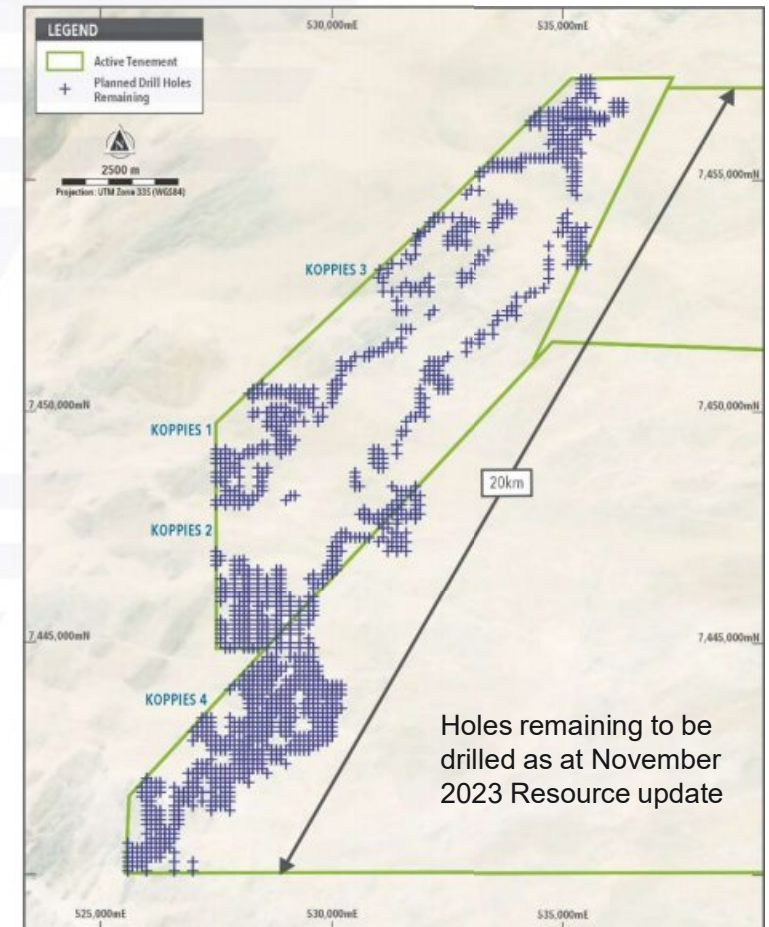 LEGEND
Active Tenement
Planned Drill Holes
Remaining
2500 m
Projection: UTM Zone 33S (WGS84)
530,000mE
535,000mE
7,455,000mN
KOPPIES 3
7,450,000mN
7,450,000mN
KOPPIES 1
20km
KOPPIES 2
7,445,000mN
7,445,000mN
KOPPIES 4
Holes remaining to be
drilled as at November
2023 Resource update
525,000mE
530,000mE
535,000mE